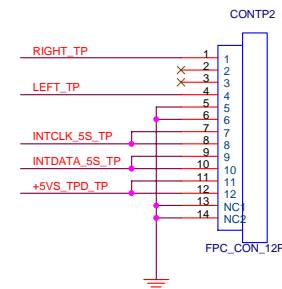 CONTP2
RIGHT_TP
1 1
2 2
3 3
LEFT_TP
4 4
5 5
6 6
7 7
INTCLK_5S_TP
8 8
9 9
INTDATA_5S_TP
10 10
11 11
+5VS_TPD_TP
12 12
13 NC1
14 NC2
FPC_CON_12P